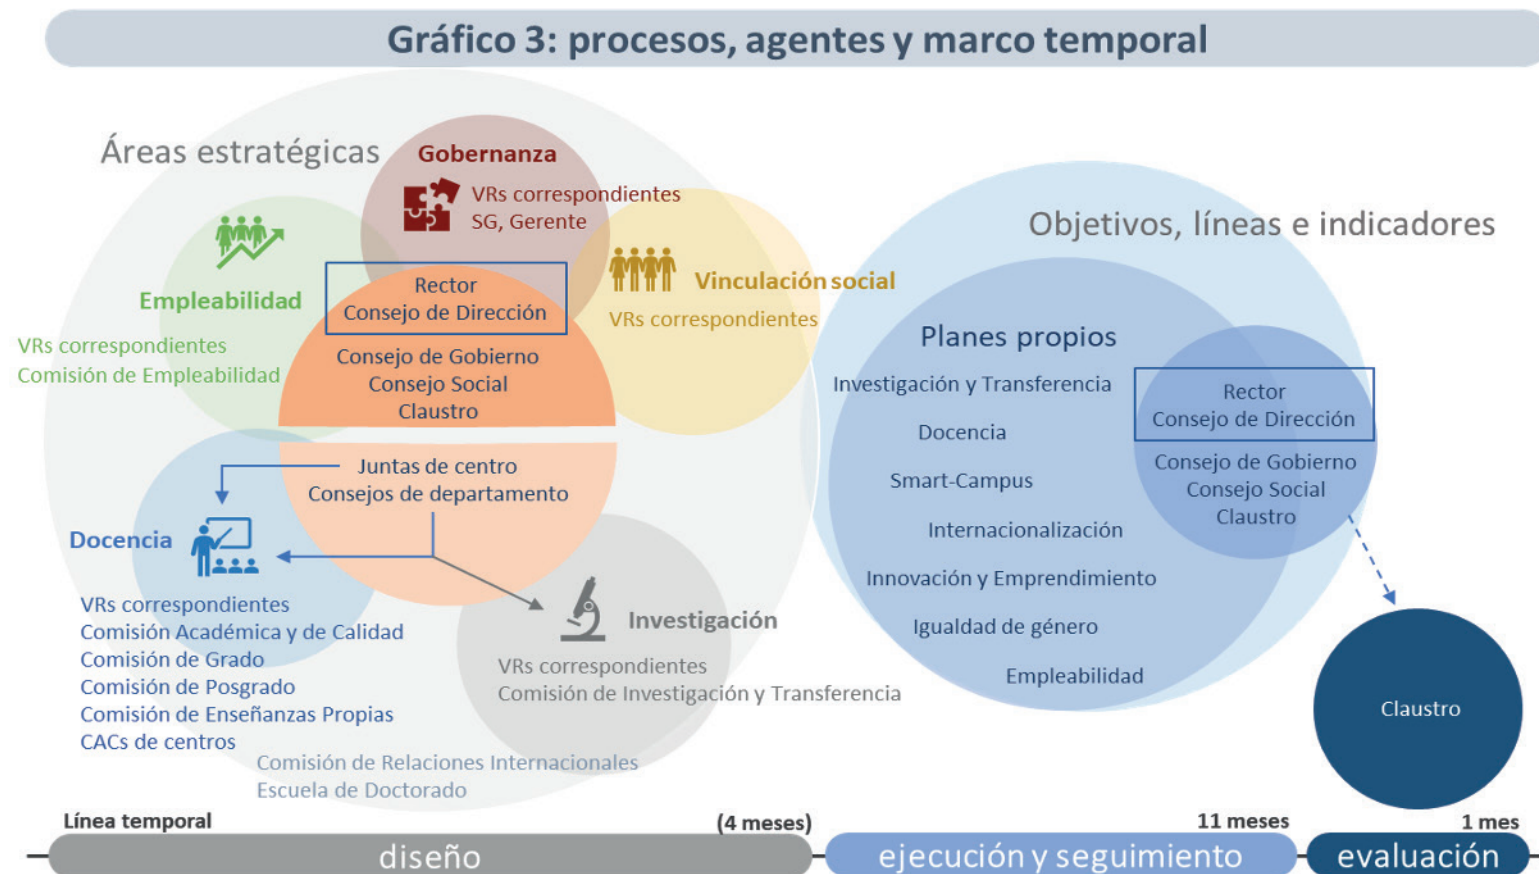 Gráfico 3: procesos, agentes y marco temporal
Áreas estratégicas
Gobernanza
VRs correspondientes
SG, Gerente
Empleabilidad
VRs correspondientes
Comisión de Empleabilidad
Rector
Consejo de Dirección
Consejo de Gobierno
Consejo Social
Claustro
Vinculación social
VRs correspondientes
Juntas de centro
Consejos de departamento
Docencia
VRs correspondientes
Comisión Académica y de Calidad
Comisión de Grado
Comisión de Posgrado
Comisión de Enseñanzas Propias
CACs de centros
Investigación
VRs correspondientes
Comisión de Investigación y Transferencia
Comisión de Relaciones Internacionales
Escuela de Doctorado
Objetivos, líneas e indicadores
Planes propios
Investigación y Transferencia
Docencia
Smart-Campus
Internacionalización
Innovación y Emprendimiento
Igualdad de género
Empleabilidad
Rector
Consejo de Dirección
Consejo de Gobierno
Consejo Social
Claustro
Claustro
Línea temporal
(4 meses)
11 meses
1 mes
diseño
ejecución y seguimiento
evaluación